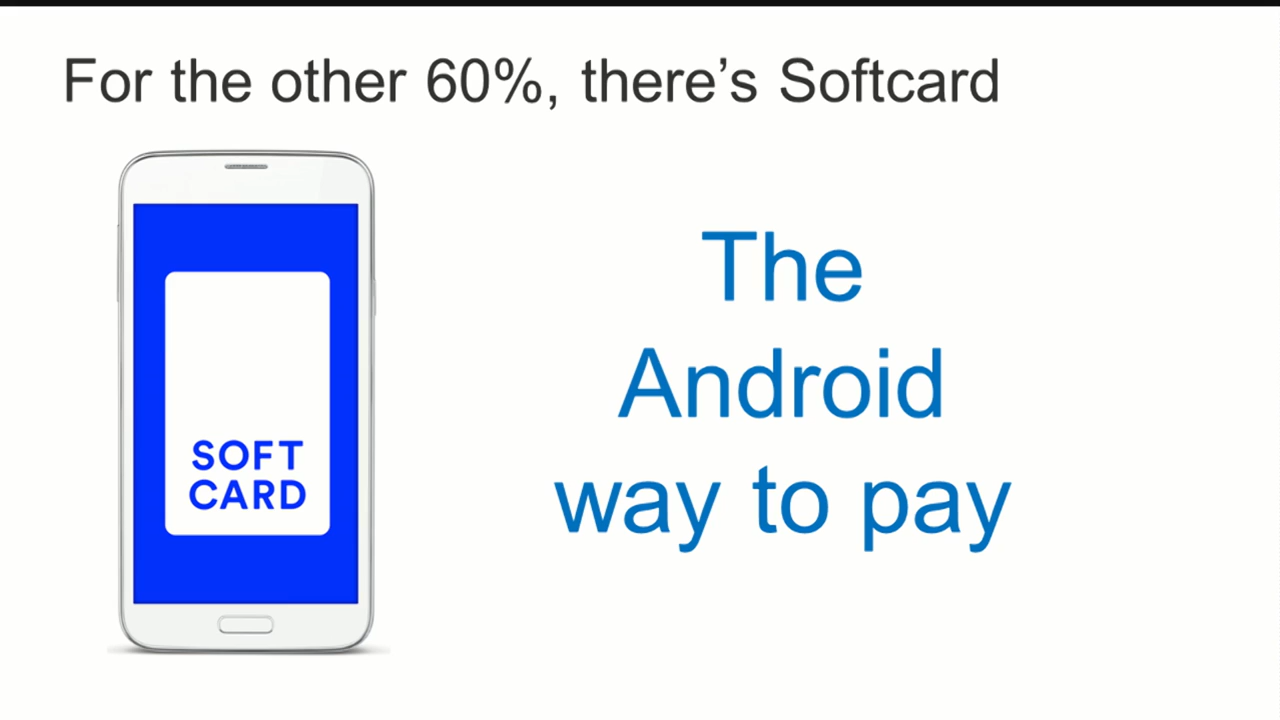 For the other 60%, there’s Softcard
SOFT
CARD
The
Android
way to pay